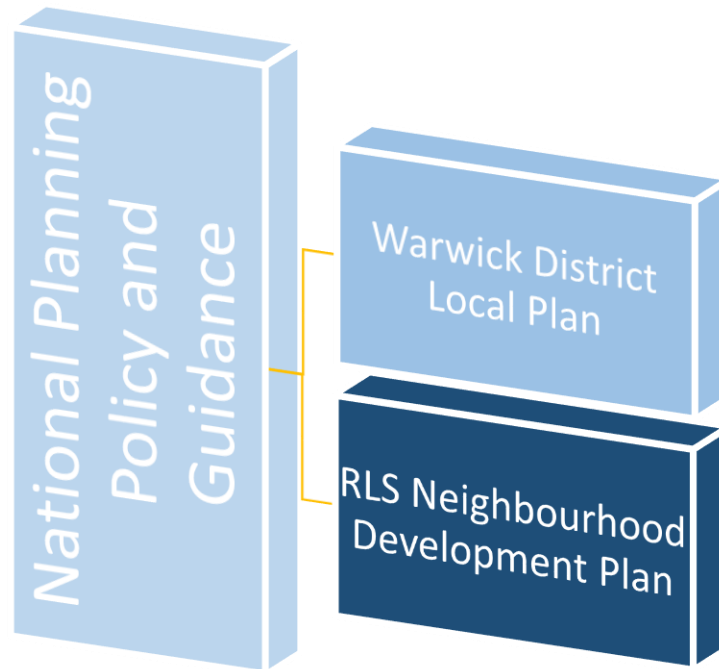 National Planning
Policy and
Guidance
Warwick District
Local Plan
RLS Neighbourhood
Development Plan